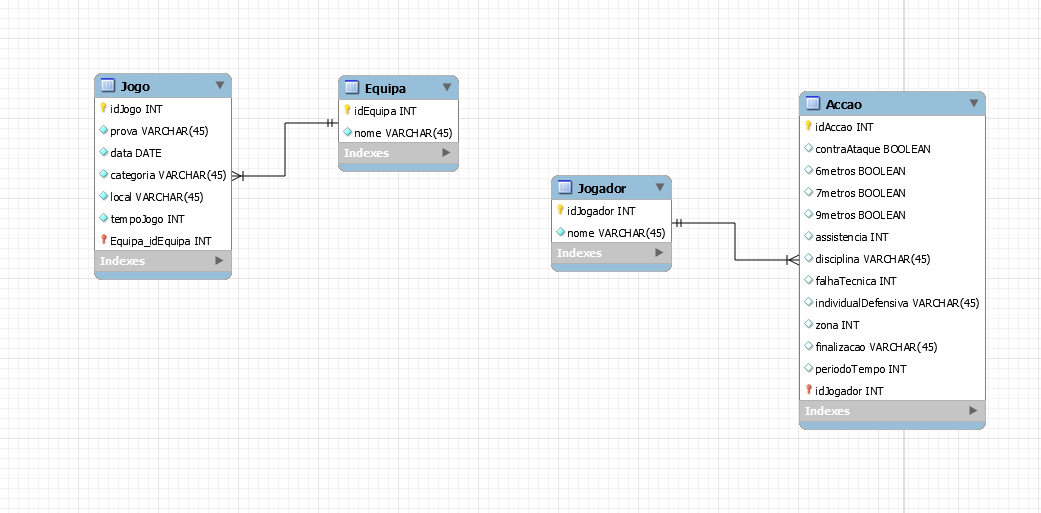 Jogo
idJogo INT
prova VARCHAR(45)
data DATE
categoria VARCHAR(45)
local VARCHAR(45)
tempoJogo INT
Equipa_idEquipa INT
Indexes
Equipa
idEquipa INT
nome VARCHAR(45)
Indexes
Jogador
idJogador INT
nome VARCHAR(45)
Indexes
Accao
idAccao INT
contraAtaque BOOLEAN
6metros BOOLEAN
7metros BOOLEAN
9metros BOOLEAN
assistencia INT
disciplina VARCHAR(45)
falhaTecnica INT
individualDefensiva VARCHAR(45)
zona INT
finalizacao VARCHAR(45)
periodoTempo INT
idJogador INT
Indexes